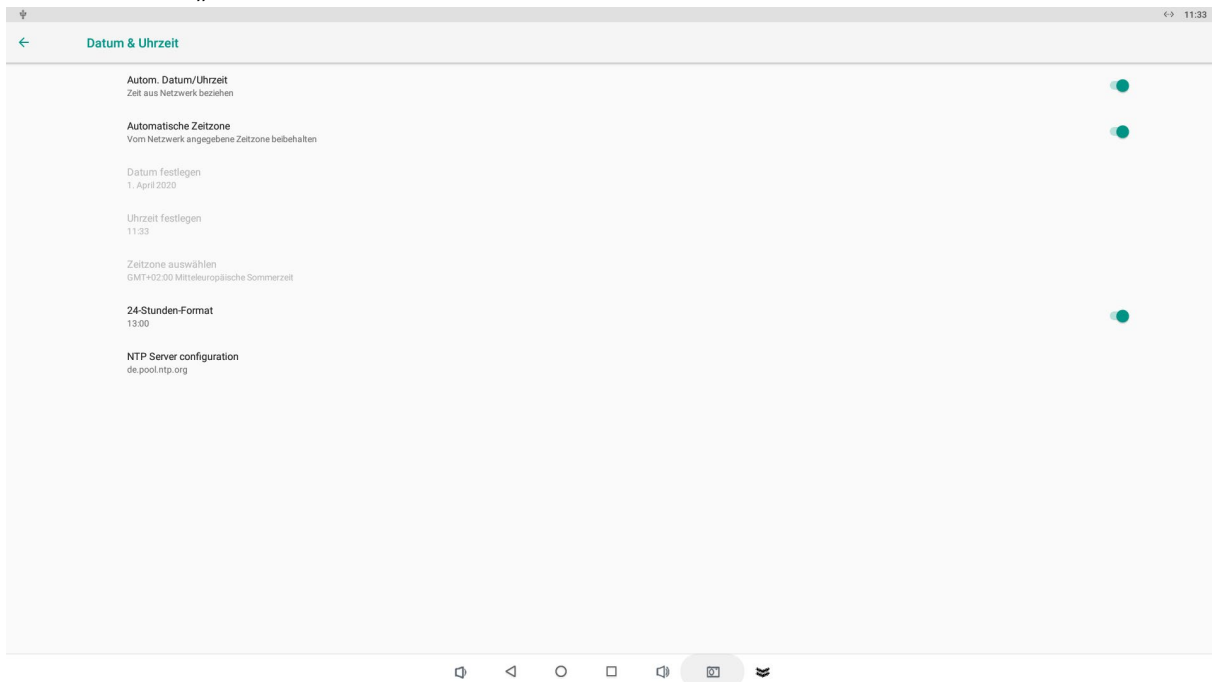 11:33
Datum & Uhrzeit
Autom. Datum/Uhrzeit
Zeit aus Netzwerk beziehen
Automatische Zeitzone
Vom Netzwerk angegebene Zeitzone beibehalten
Datum festlegen
1. April 2020
Uhrzeit festlegen
11:33
Zeitzone auswählen
GMT+02:00 Mitteleuropäische Sommerzeit
24-Stunden-Format
13:00
NTP Server configuration
de.pool.ntp.org